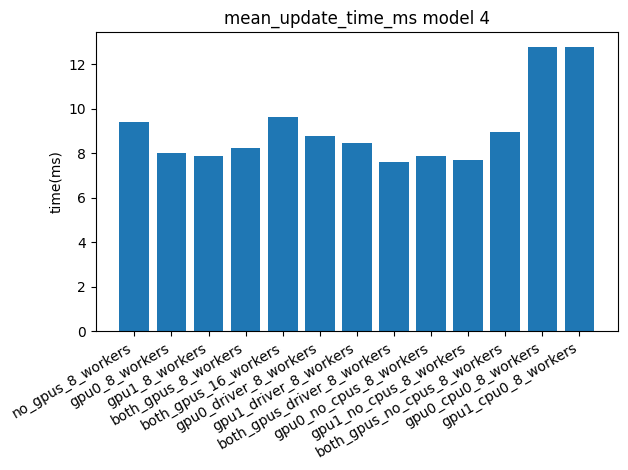 mean_update_time_ms model 4
time(ms)
12
10
8
6
4
2
0
no_gpus_8_workers
gpu0_8_workers
gpu1_8_workers
both_gpus_8_workers
both_gpus_16_workers
gpu0_driver_8_workers
gpu1_driver_8_workers
both_gpus_driver_8_workers
gpu0_no_cpus_8_workers
gpu1_no_cpus_8_workers
both_gpus_no_cpus_8_workers
gpu0_cpu0_8_workers
gpu1_cpu0_8_workers